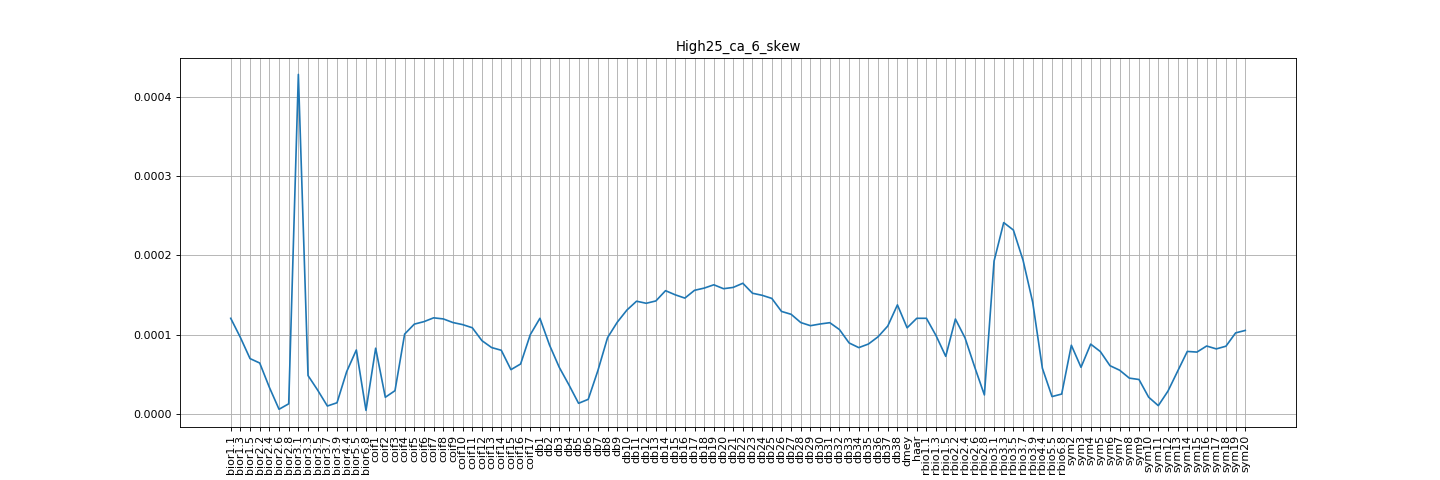 High25_ca_6_skew
0.0004
0.0003
0.0002
0.0001
0.0000
bior1.1
bior1.3
bior1.5
bior2.2
bior2.4
bior2.6
bior2.8
bior3.1
bior3.3
bior3.5
bior3.7
bior3.9
bior4.4
bior5.5
bior6.8
coif1
coif2
coif3
coif4
coif5
coif6
coif7
coif8
coif9
coif10
coif11
coif12
coif13
coif14
coif15
coif16
coif17
db1
db2
db3
db4
db5
db6
db7
db8
db9
db10
db11
db12
db13
db14
db15
db16
db17
db18
db19
db20
db21
db22
db23
db24
db25
db26
db27
db28
db29
db30
db31
db32
db33
db34
db35
db36
db37
db38
dmey
haar
rbio1.1
rbio1.3
rbio1.5
rbio2.2
rbio2.4
rbio2.6
rbio2.8
rbio3.1
rbio3.3
rbio3.5
rbio3.7
rbio3.9
rbio4.4
rbio5.5
rbio6.8
sym2
sym3
sym4
sym5
sym6
sym7
sym8
sym9
sym10
sym11
sym12
sym13
sym14
sym15
sym16
sym17
sym18
sym19
sym20